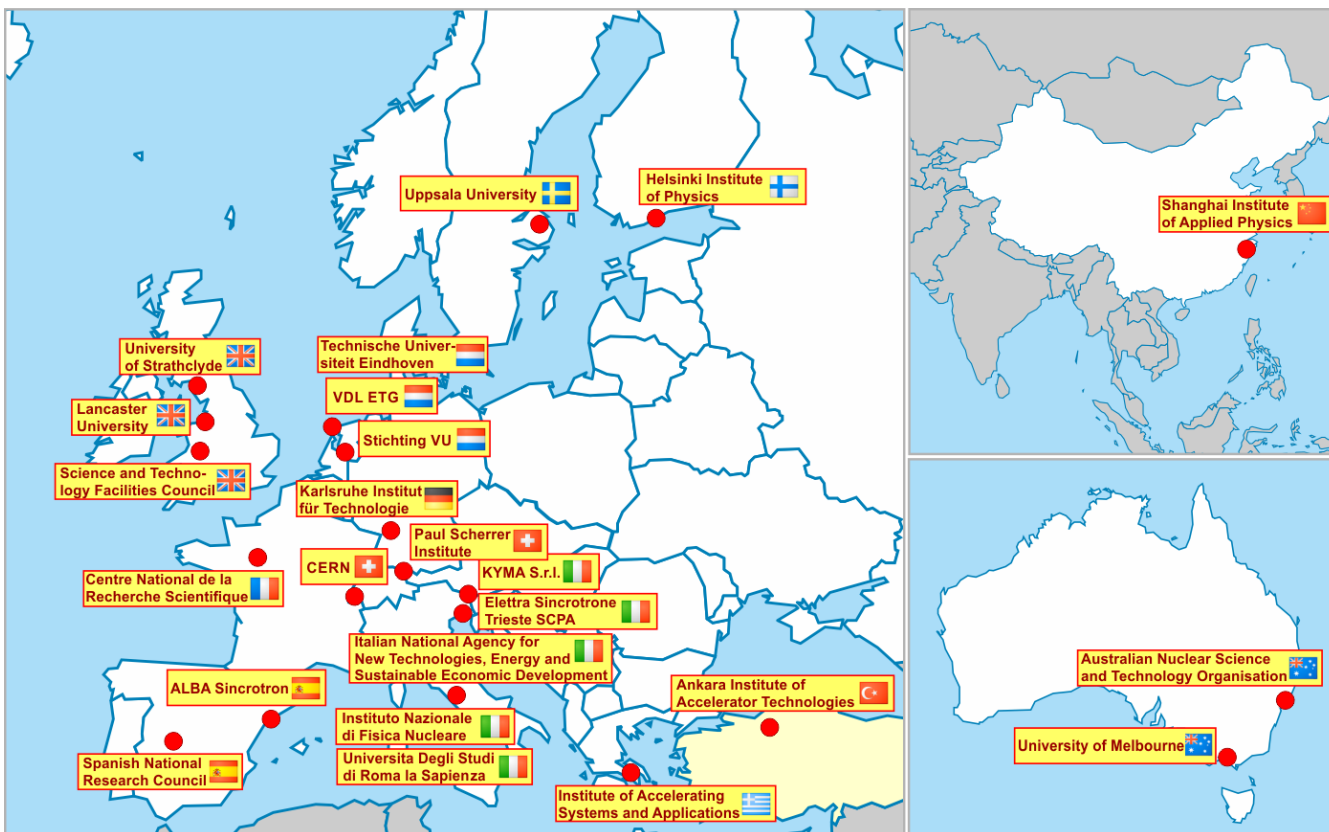 Uppsala University
Helsinki Institute
of Physics
University
of Strathclyde
Technische Univer-
siteit Eindhoven
VDL ETG
Lancaster
University
Stichting VU
Science and Techno-
logy Facilities Council
Karlsruhe Institut
für Technologie
Paul Scherrer
Institute
CERN
KYMA S.r.l.
Centre National de la
Recherche Scientifique
Elettra Sincrotrone
Trieste SCPA
Italian National Agency for
New Technologies, Energy and
Sustainable Economic Development
ALBA Sincrotron
Ankara Institute of
Accelerator Technologies
Instituto Nazionale
di Fisica Nucleare
Spanish National
Research Council
Universita Degli Studi
di Roma la Sapienza
Institute of Accelerating
Systems and Applications
Shanghai Institute
of Applied Physics
Australian Nuclear Science
and Technology Organisation
University of Melbourne